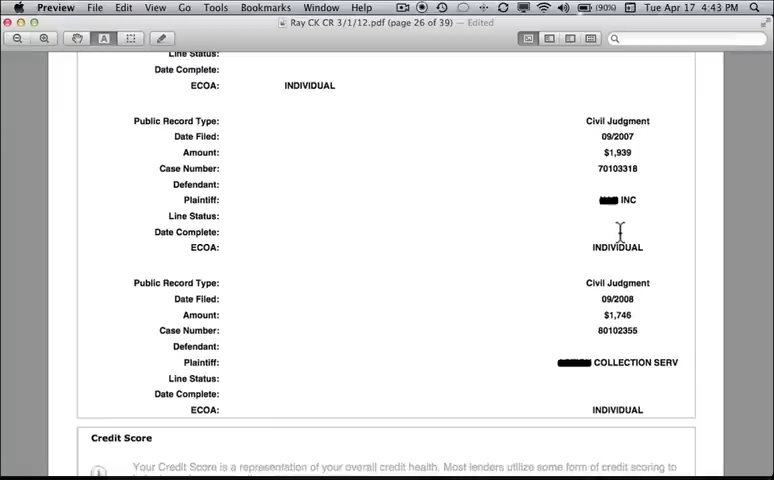 Preview File Edit View Go Tools Bookmarks Window Help (90%) Tue Apr 17 4:43 PM
Ray CK CR 3/1/12.pdf (page 26 of 39) — Edited
Line Status:
Date Complete:
ECOA: INDIVIDUAL
Public Record Type: Civil Judgment
Date Filed: 09/2007
Amount: $1,939
Case Number: 70103318
Defendant:
Plaintiff: INC
Line Status:
Date Complete:
ECOA: INDIVIDUAL
Public Record Type: Civil Judgment
Date Filed: 09/2008
Amount: $1,746
Case Number: 80102355
Defendant:
Plaintiff: COLLECTION SERV
Line Status:
Date Complete:
ECOA: INDIVIDUAL
Credit Score
Your Credit Score is a representation of your overall credit health. Most lenders utilize some form of credit scoring to